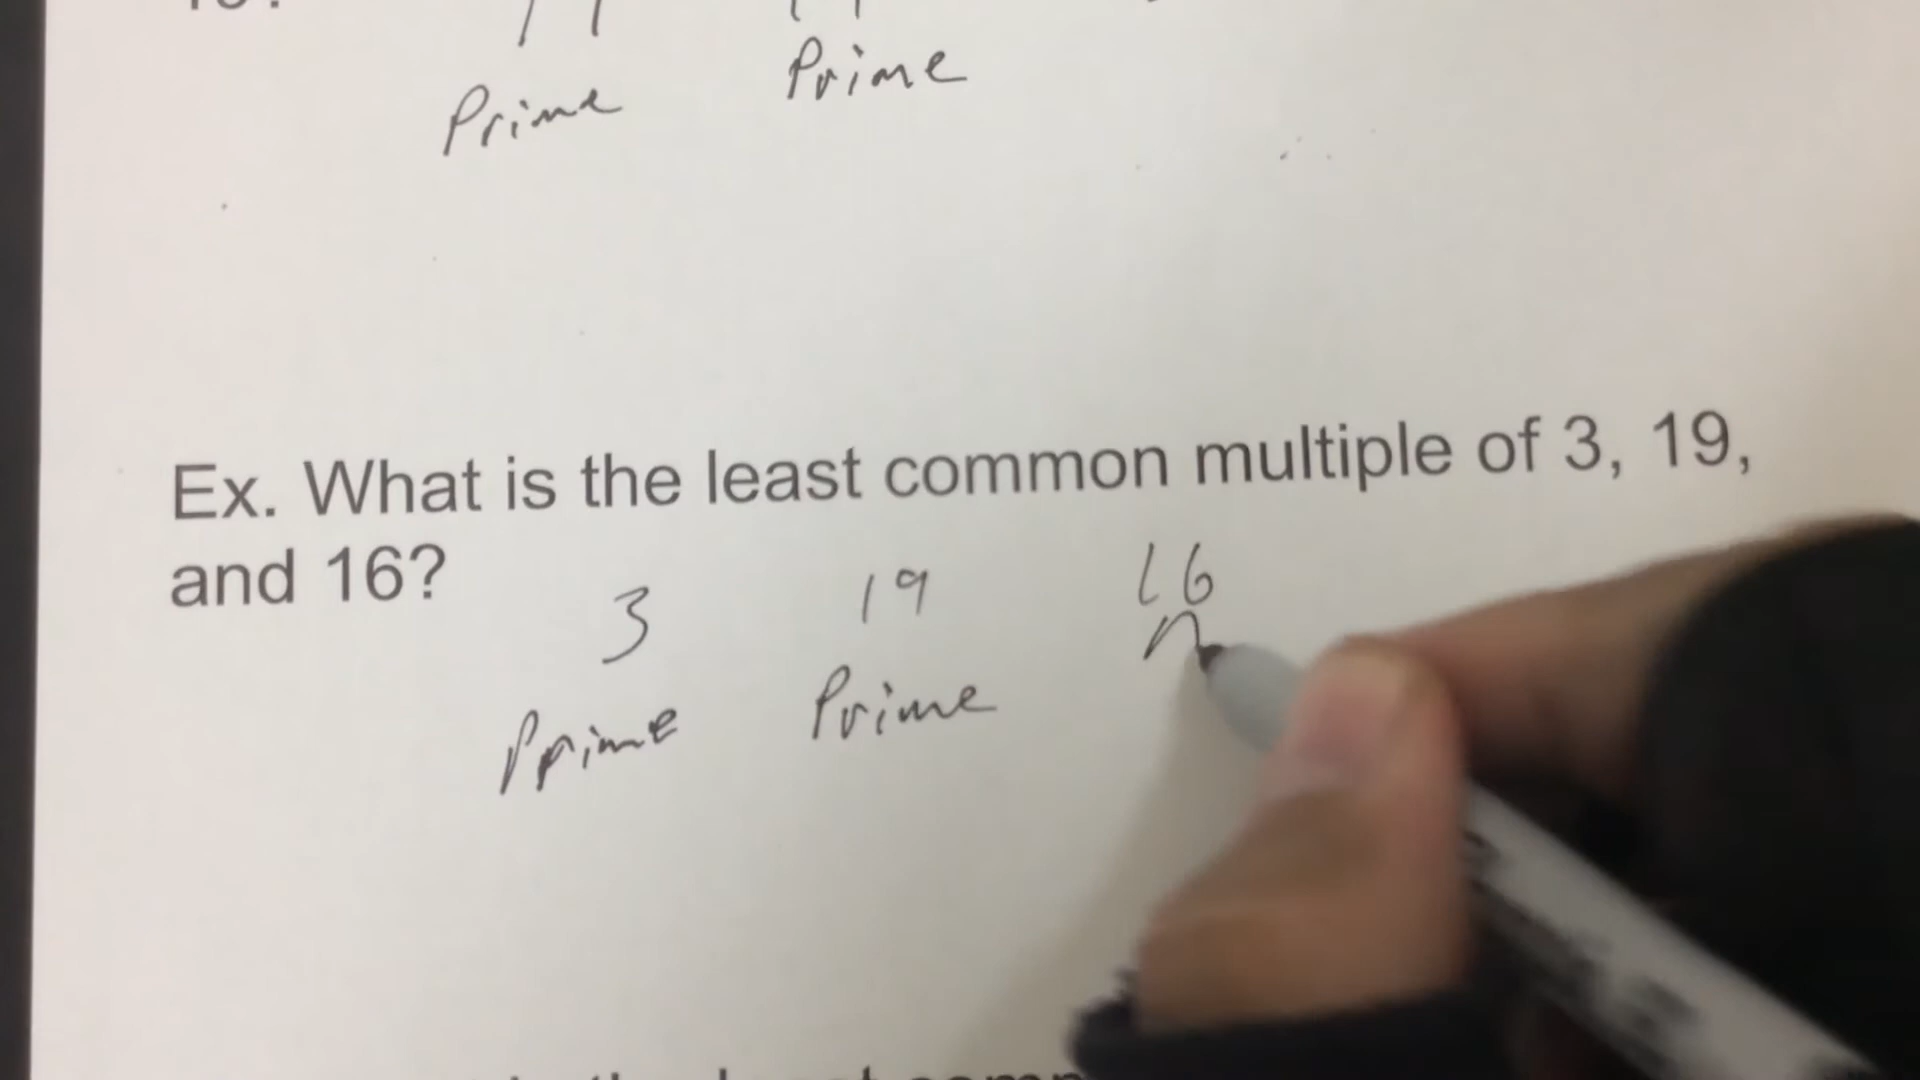 Prime Prime
Ex. What is the least common multiple of 3, 19,
and 16?
3 19 16
Prime Prime